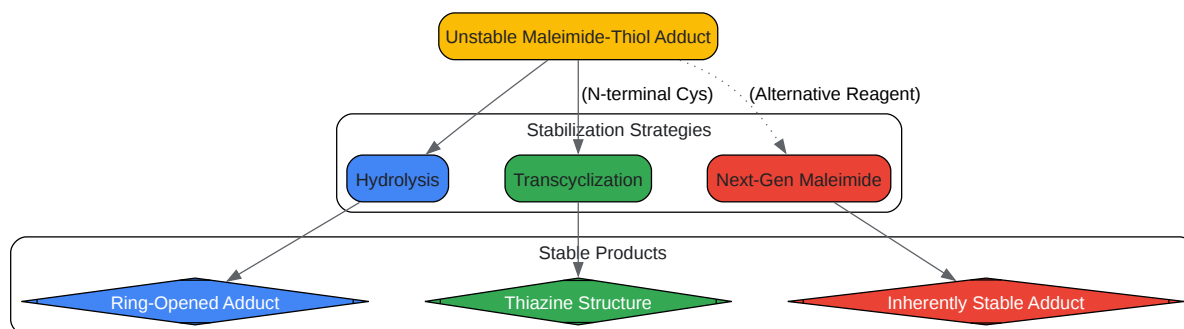 Unstable Maleimide-Thiol Adduct
(N-terminal Cys)
(Alternative Reagent)
Stabilization Strategies
Hydrolysis
Transcyclization
Next-Gen Maleimide
Stable Products
Ring-Opened Adduct
Thiazine Structure
Inherently Stable Adduct